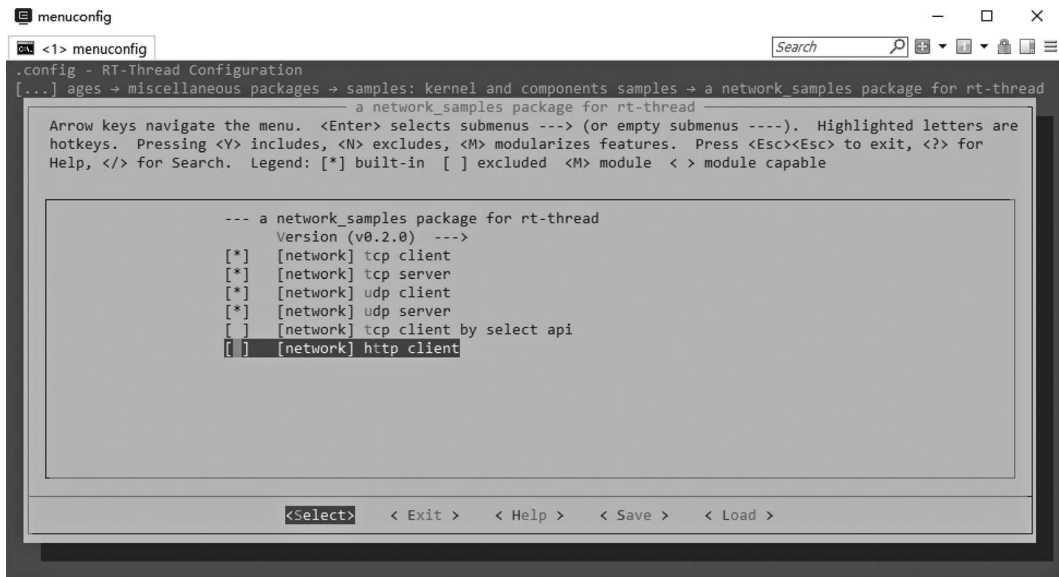 menuconfig
<1> menuconfig
Search
.config - RT-Thread Configuration
[...] ages → miscellaneous packages → samples: kernel and components samples → a network_samples package for rt-thread
a network_samples package for rt-thread
Arrow keys navigate the menu.  <Enter> selects submenus ---> (or empty submenus ----).  Highlighted letters are
hotkeys.  Pressing <Y> includes, <N> excludes, <M> modularizes features.  Press <Esc><Esc> to exit, <?> for
Help, </> for Search.  Legend: [*] built-in  [ ] excluded  <M> module  < > module capable
--- a network_samples package for rt-thread
Version (v0.2.0)  --->
[*]   [network] tcp client
[*]   [network] tcp server
[*]   [network] udp client
[*]   [network] udp server
[ ]   [network] tcp client by select api
[ ]   [network] http client
<Select>    < Exit >    < Help >    < Save >    < Load >